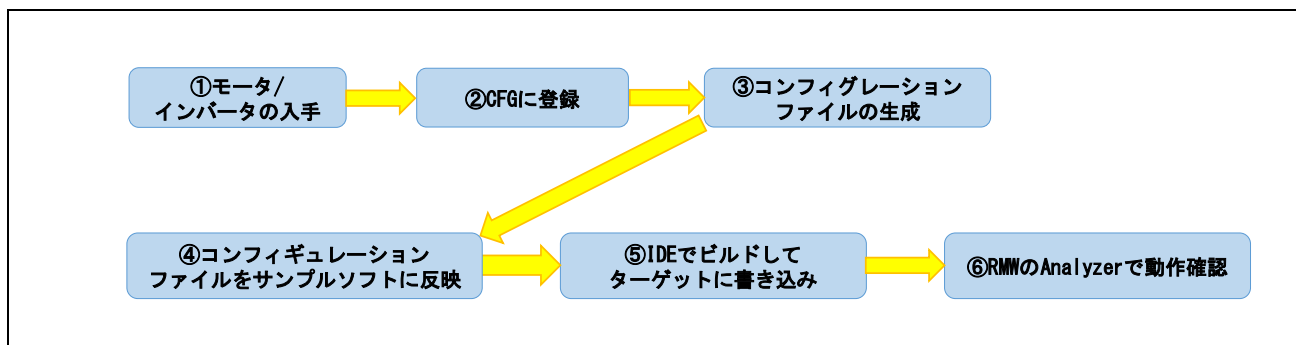 ①モータ/
インバータの入手
②CFGに登録
③コンフィグレーション
ファイルの生成
④コンフィギュレーション
ファイルをサンプルソフトに反映
⑤IDEでビルドして
ターゲットに書き込み
⑥RMWのAnalyzerで動作確認